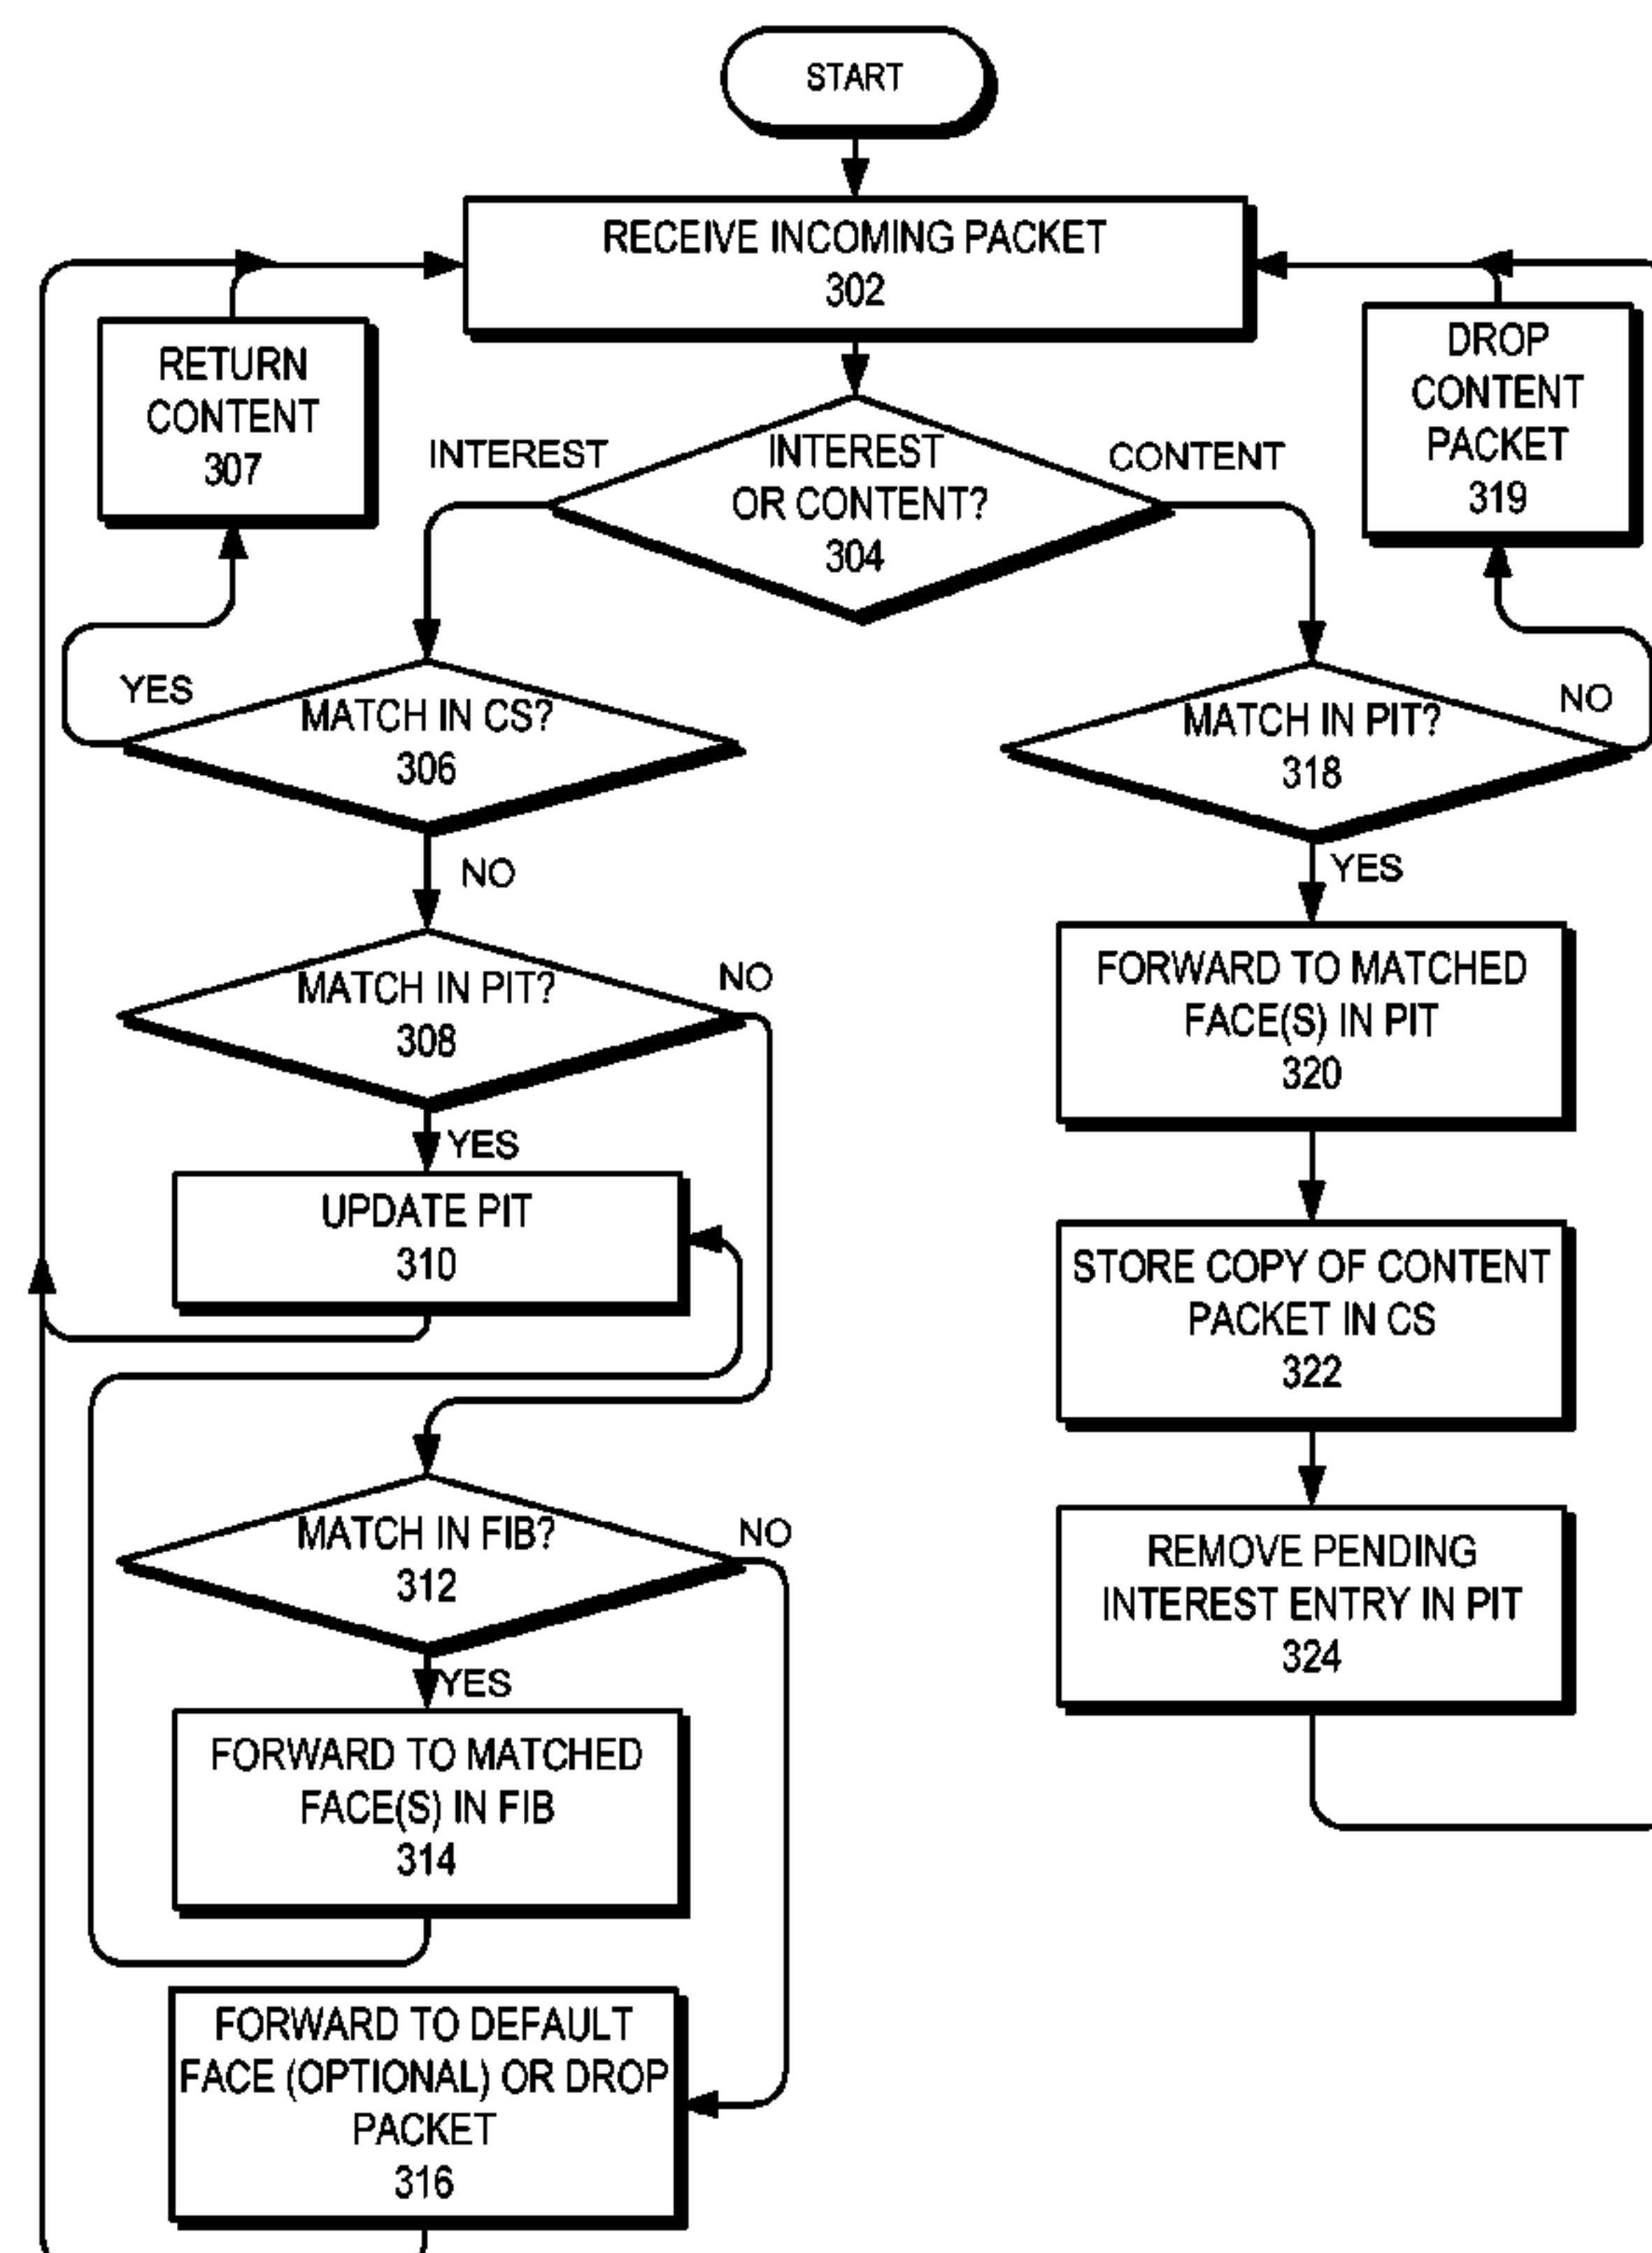 START
RECEIVE INCOMING PACKET
302
RETURN
CONTENT
307
DROP
CONTENT
PACKET
319
INTEREST
INTEREST
OR CONTENT?
304
CONTENT
YES
MATCH IN CS?
306
NO
MATCH IN PIT?
318
NO
YES
MATCH IN PIT?
308
NO
YES
UPDATE PIT
310
FORWARD TO MATCHED
FACE(S) IN PIT
320
STORE COPY OF CONTENT
PACKET IN CS
322
MATCH IN FIB?
312
NO
YES
FORWARD TO MATCHED
FACE(S) IN FIB
314
REMOVE PENDING
INTEREST ENTRY IN PIT
324
FORWARD TO DEFAULT
FACE (OPTIONAL) OR DROP
PACKET
316